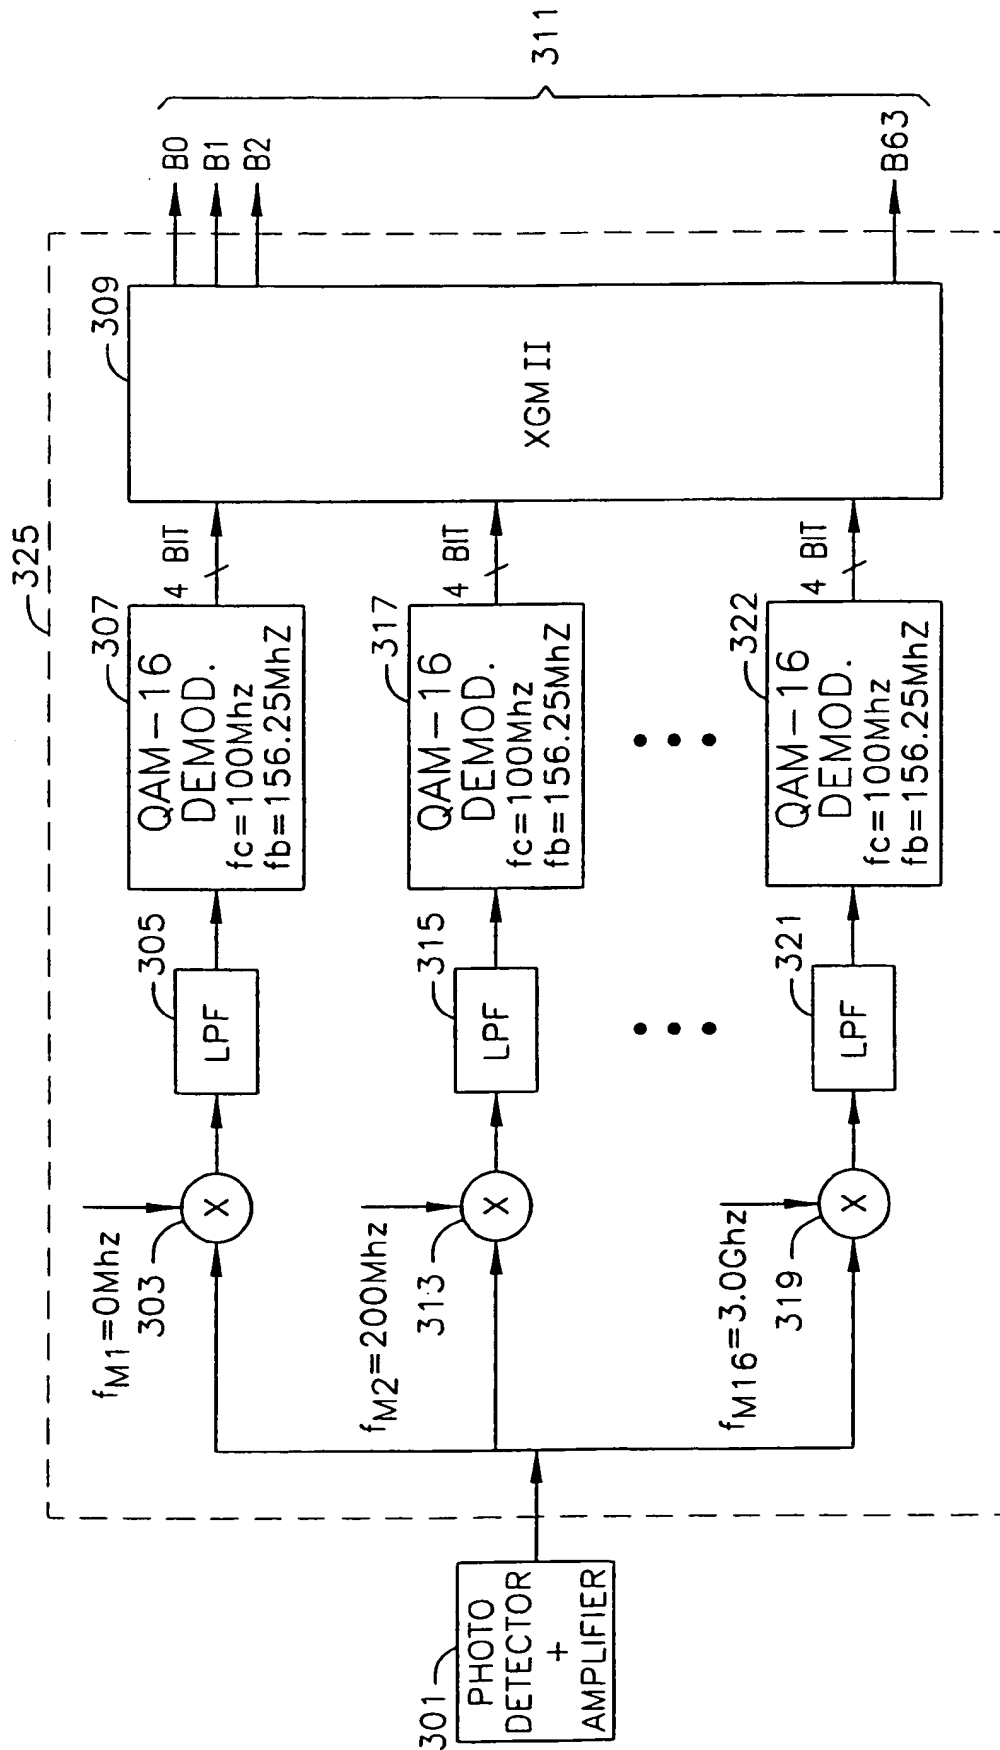 325
301
PHOTO
DETECTOR
+
AMPLIFIER
fM1=0Mhz
303
X
305
LPF
307
QAM-16
DEMOD.
fc=100Mhz
fb=156.25MhZ
4 BIT
fM2=200Mhz
313
X
315
LPF
317
QAM-16
DEMOD.
fc=100Mhz
fb=156.25MhZ
4 BIT
fM16=3.0Ghz
319
X
321
LPF
322
QAM-16
DEMOD.
fc=100Mhz
fb=156.25MhZ
4 BIT
309
XGMII
B0
B1
B2
B63
311